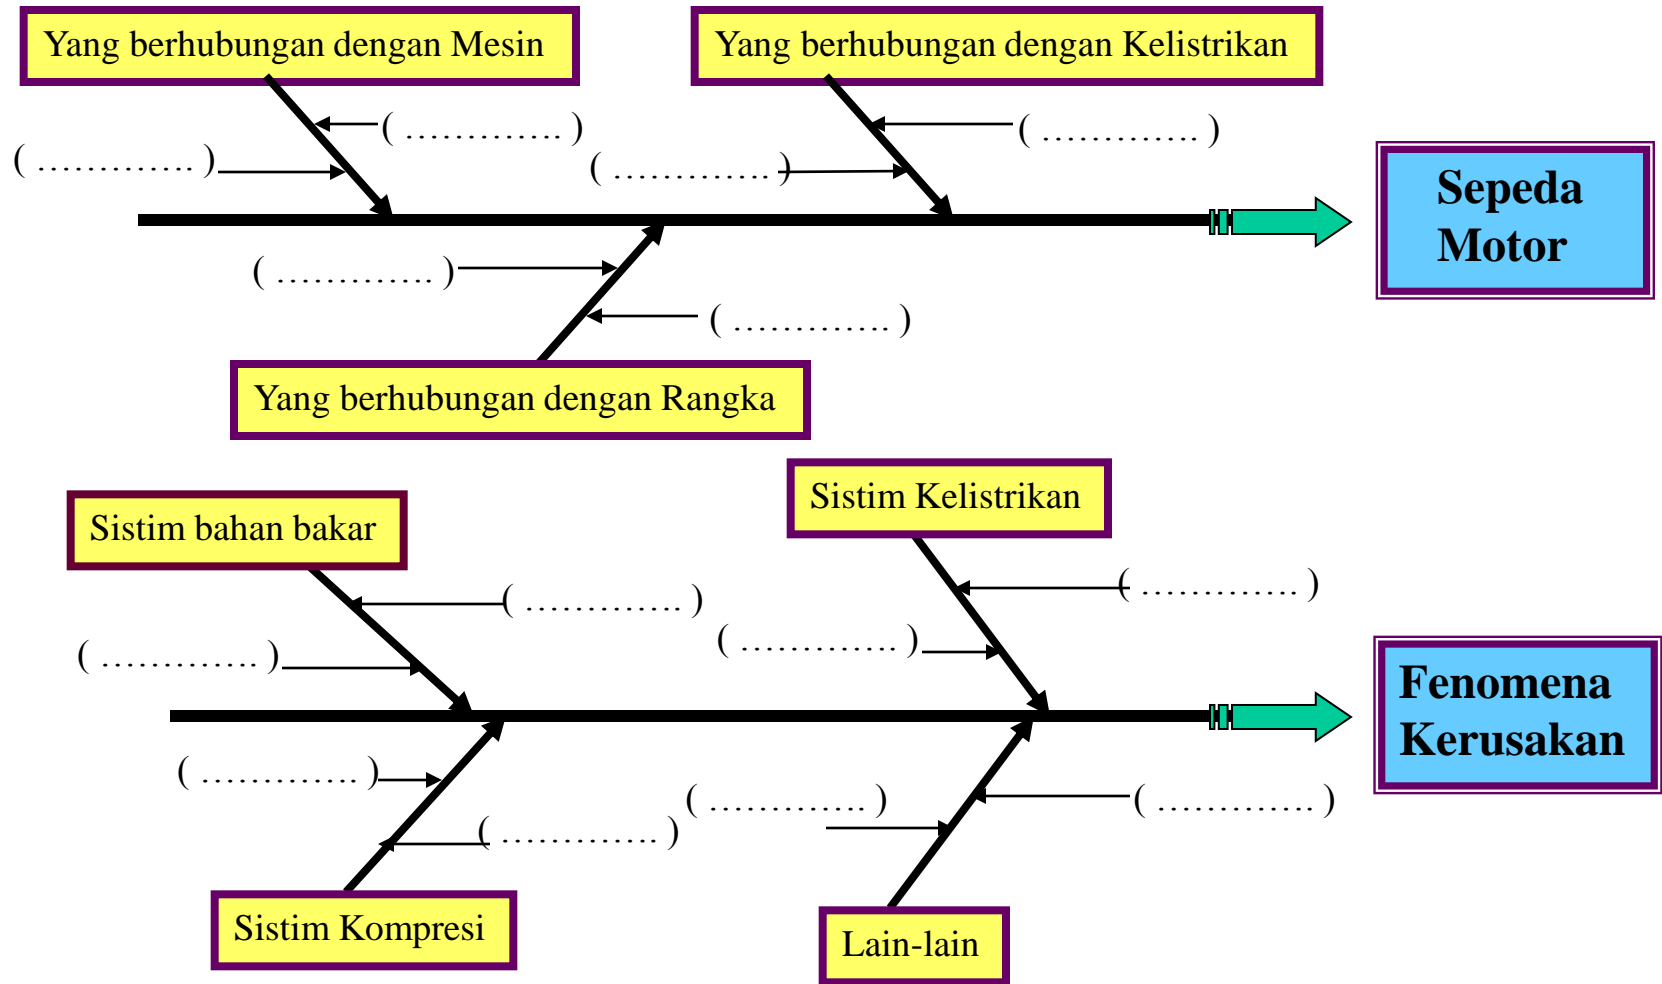 Yang berhubungan dengan Mesin
Yang berhubungan dengan Kelistrikan
( …………. )
( …………. )
( …………. )
( …………. )
Sepeda
Motor
( …………. )
( …………. )
Yang berhubungan dengan Rangka
Sistim Kelistrikan
Sistim bahan bakar
( …………. )
( …………. )
( …………. )
( …………. )
Fenomena
Kerusakan
( …………. )
( …………. )
( …………. )
( …………. )
Sistim Kompresi
Lain-lain